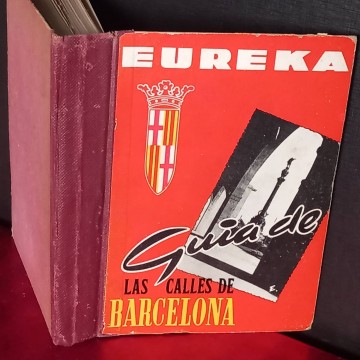 EUREKA
Guía de
LAS CALLES DE
BARCELONA